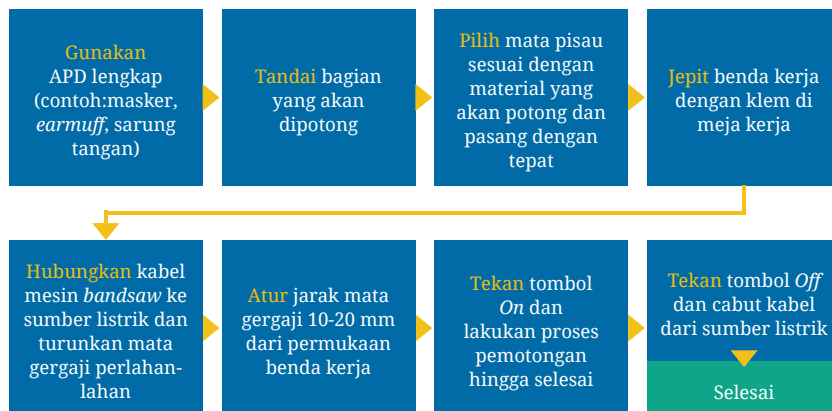 Gunakan
APD lengkap
(contoh:masker,
earmuff, sarung
tangan)
Tandai bagian
yang akan
dipotong
Pilih mata pisau
sesuai dengan
material yang
akan potong dan
pasang dengan
tepat
Jepit benda kerja
dengan klem di
meja kerja
Hubungkan kabel
mesin bandsaw ke
sumber listrik dan
turunkan mata
gergaji perlahan-
lahan
Atur jarak mata
gergaji 10-20 mm
dari permukaan
benda kerja
Tekan tombol
On dan
lakukan proses
pemotongan
hingga selesai
Tekan tombol Off
dan cabut kabel
dari sumber listrik
Selesai